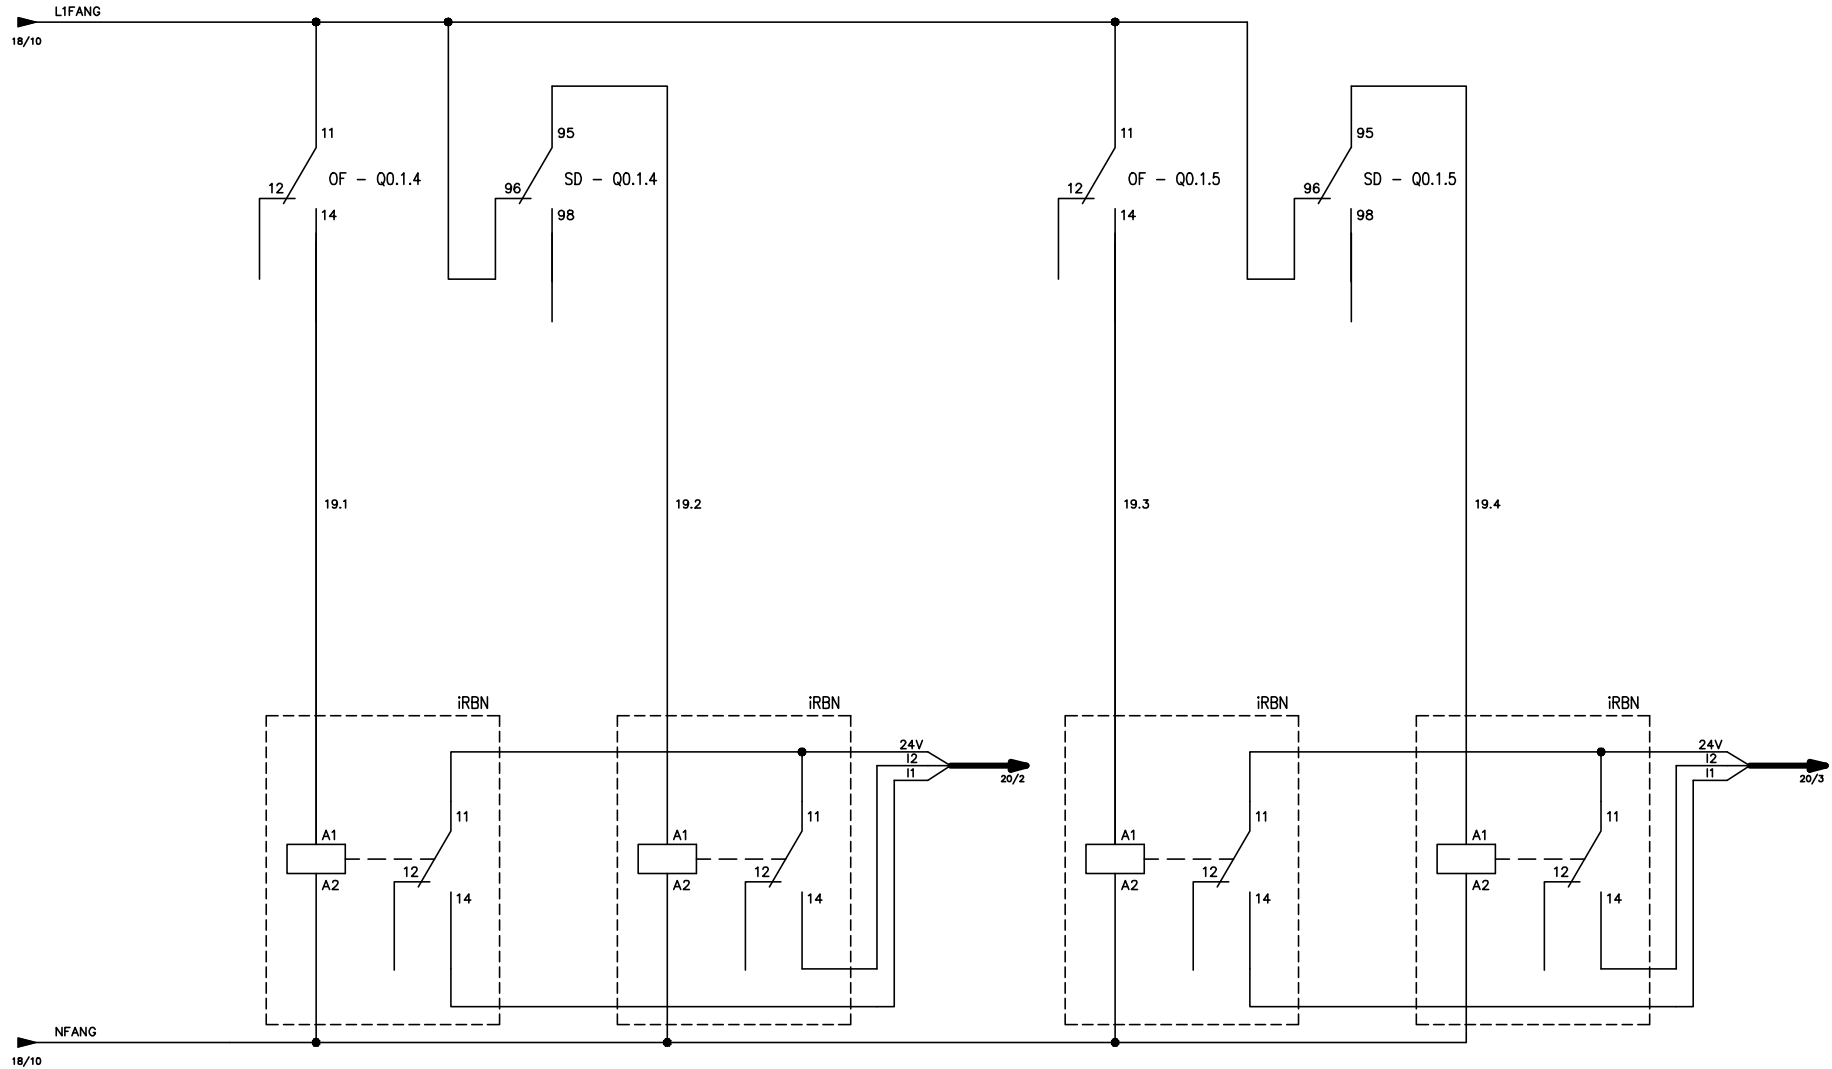 L1FANG
18/10
11
95
11
95
OF - Q0.1.4
SD - Q0.1.4
OF - Q0.1.5
SD - Q0.1.5
12
96
12
96
14
98
14
98
19.1
19.2
19.3
19.4
iRBN
iRBN
iRBN
iRBN
24V
24V
I2
I2
I1
I1
20/2
20/3
11
11
11
11
A1
A1
A1
A1
12
12
12
12
A2
A2
A2
A2
14
14
14
14
NFANG
18/10